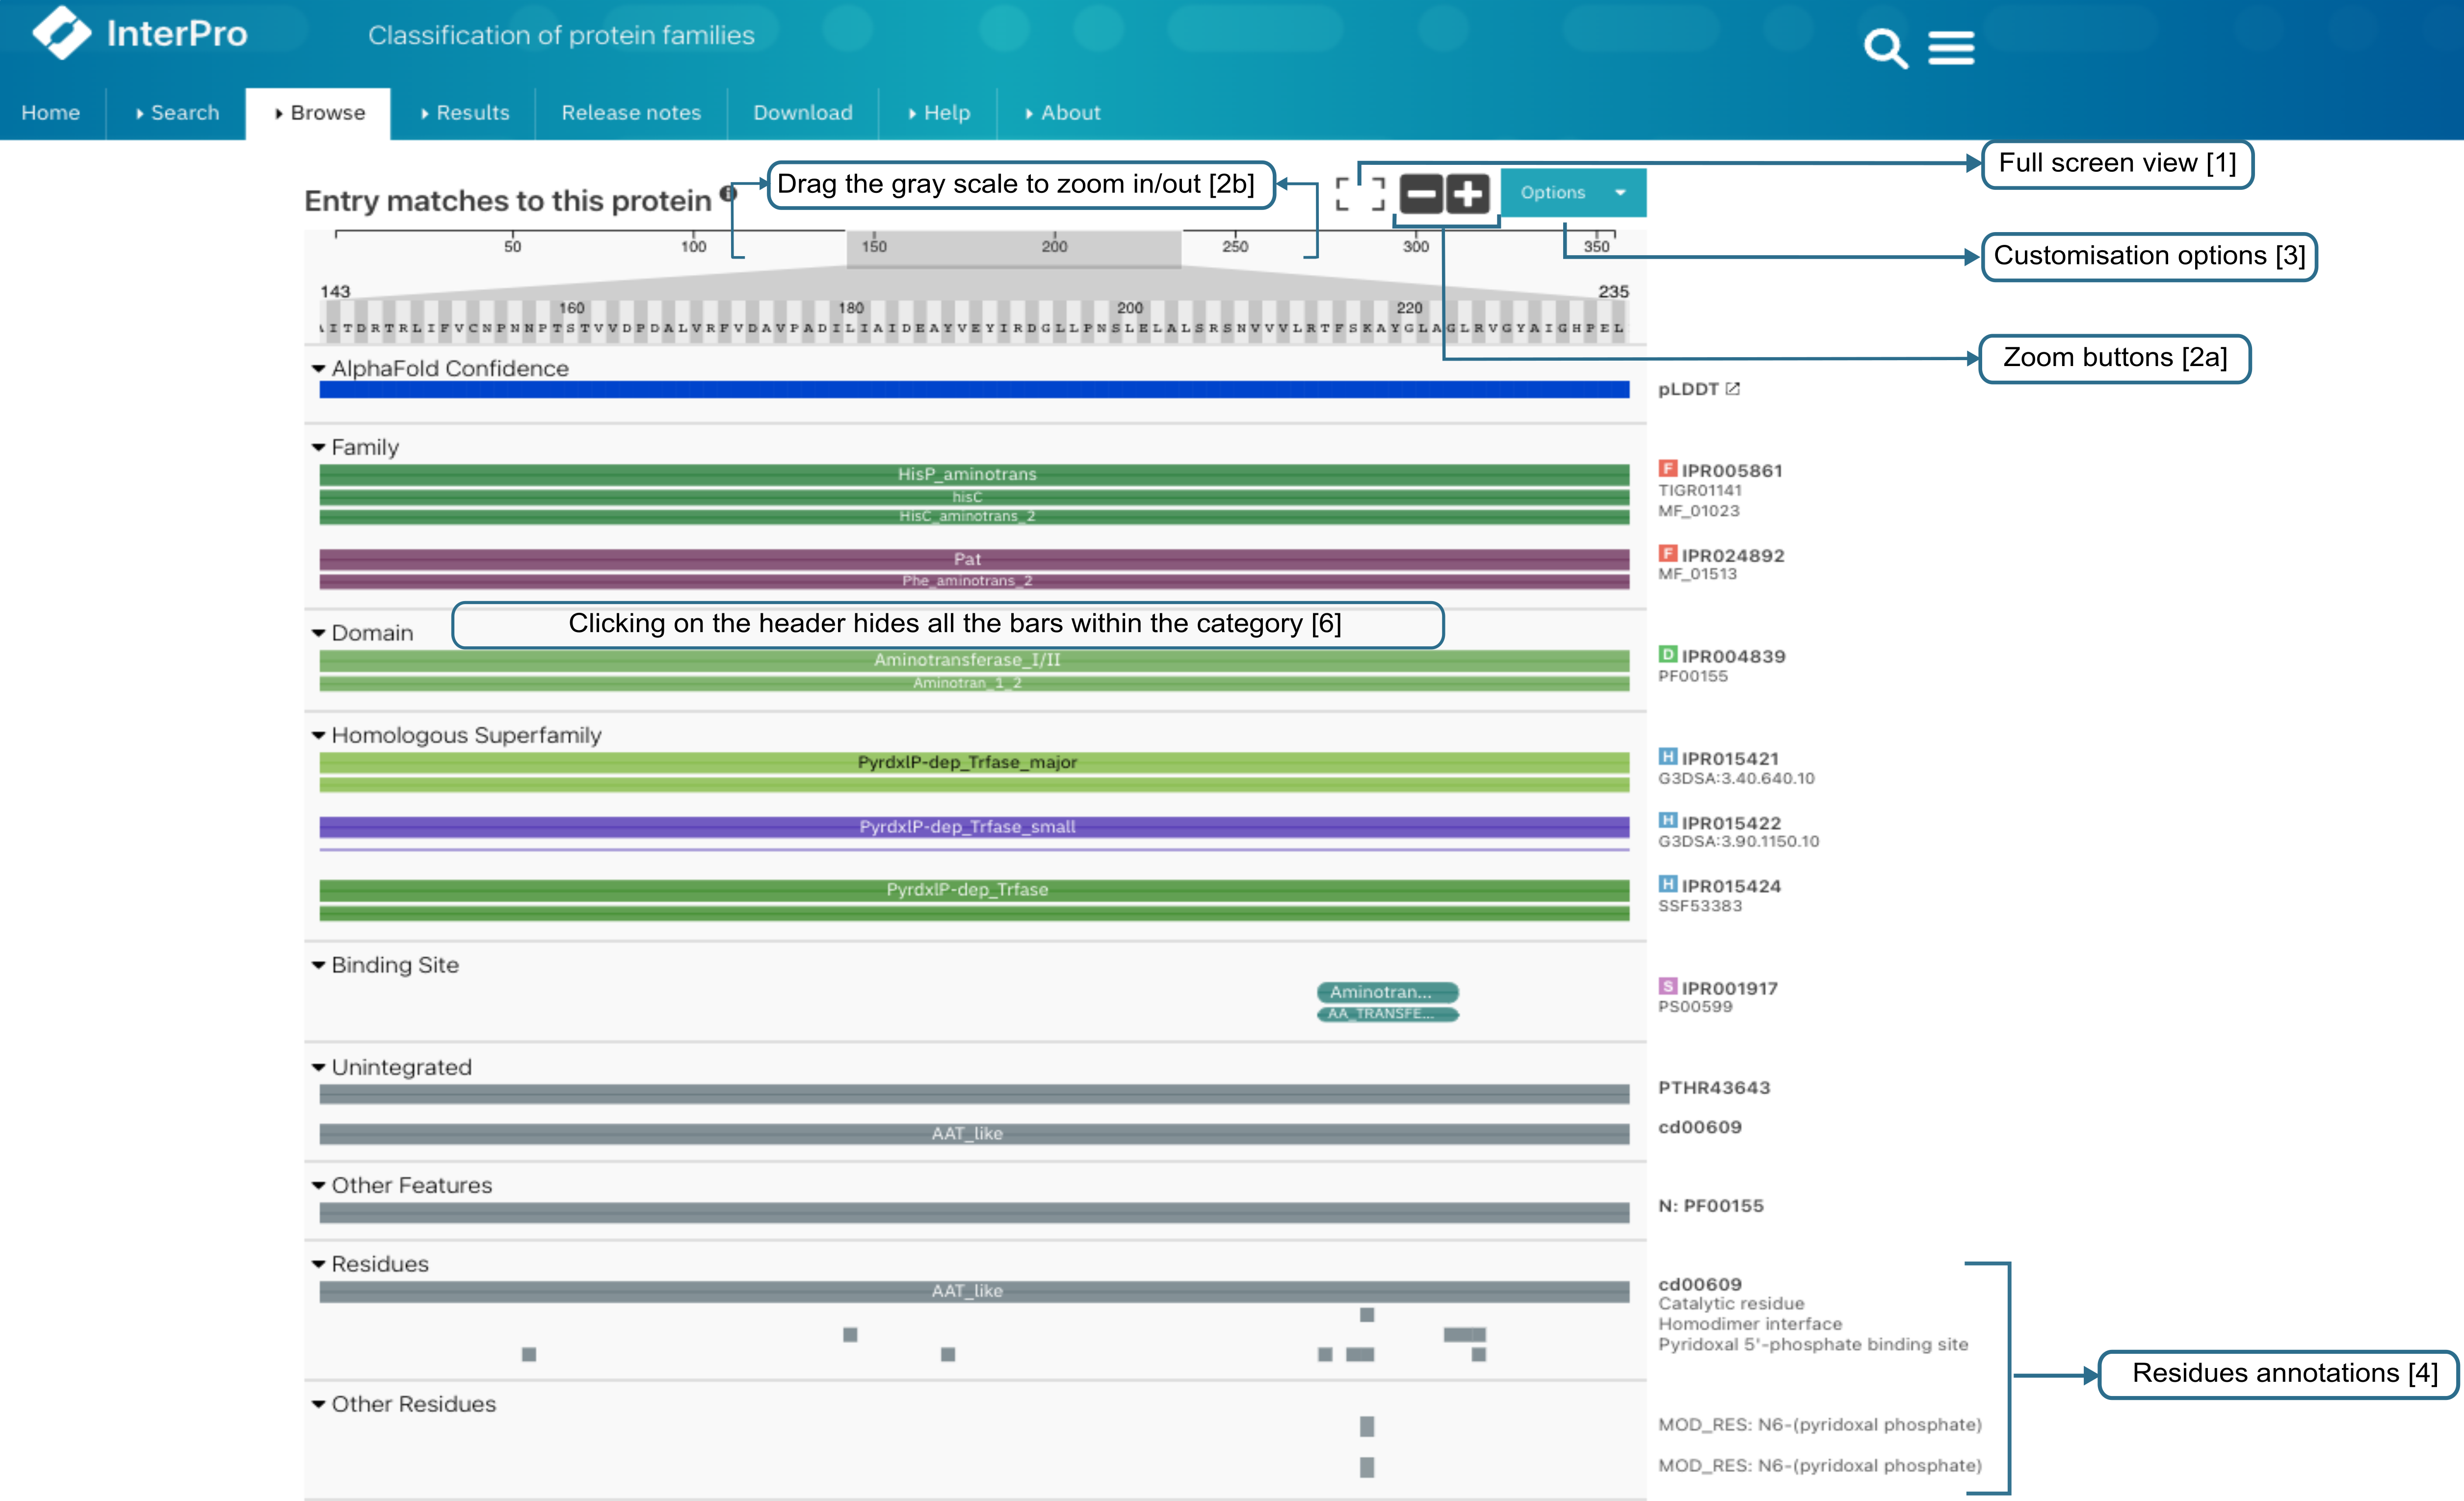 InterPro
Classification of protein families
Home
Search
Browse
Results
Release notes
Download
Help
About
Entry matches to this protein
Drag the gray scale to zoom in/out [2b]
Options
Full screen view [1]
Customisation options [3]
Zoom buttons [2a]
50 100 150 200 250 300 350
143 235
160 180 200 220
ITDRTRLIFVCNPNNPTSTVVDPDALVRFVDAVPADILIAIDEAYVEYIRDGLLPNSLELALSRSNVVVLRTFSKAYGLAGLRVGYAIGHPEL
AlphaFold Confidence
pLDDT
Family
HisP_aminotrans
F IPR005861
hisC
TIGR01141
HisC_aminotrans_2
MF_01023
Pat
F IPR024892
Phe_aminotrans_2
MF_01513
Clicking on the header hides all the bars within the category [6]
Domain
Aminotransferase_I/II
D IPR004839
Aminotran_1_2
PF00155
Homologous Superfamily
PyrdxlP-dep_Trfase_major
H IPR015421
G3DSA:3.40.640.10
PyrdxlP-dep_Trfase_small
H IPR015422
G3DSA:3.90.1150.10
PyrdxlP-dep_Trfase
H IPR015424
SSF53383
Binding Site
Aminotran...
S IPR001917
AA_TRANSFE...
PS00599
Unintegrated
PTHR43643
AAT_like
cd00609
Other Features
N: PF00155
Residues
AAT_like
cd00609
Catalytic residue
Homodimer interface
Pyridoxal 5'-phosphate binding site
Residues annotations [4]
Other Residues
MOD_RES: N6-(pyridoxal phosphate)
MOD_RES: N6-(pyridoxal phosphate)